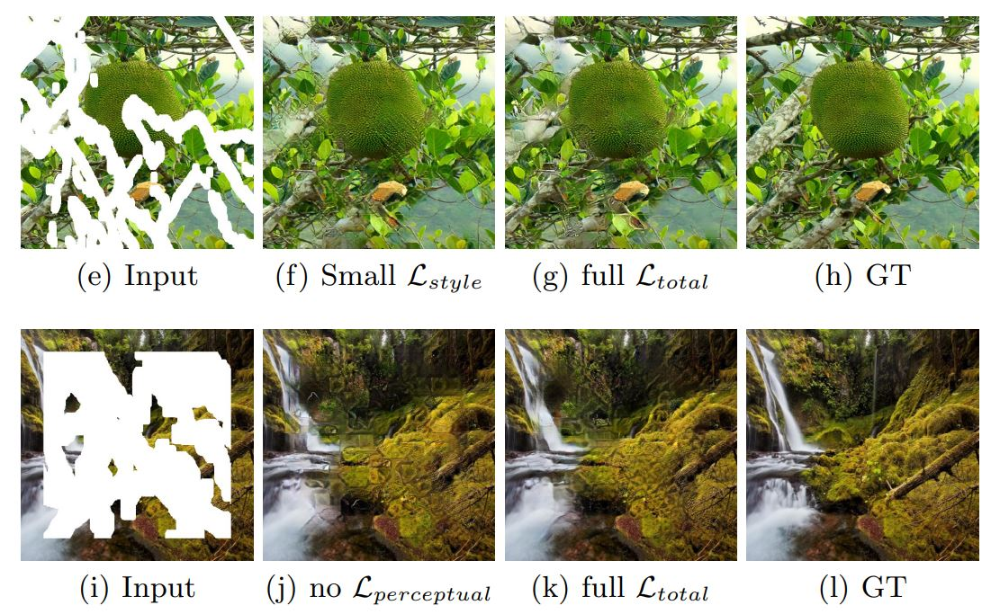 (e) Input (f) Small ℒ_style (g) full ℒ_total (h) GT
(i) Input (j) no ℒ_perceptual (k) full ℒ_total (l) GT